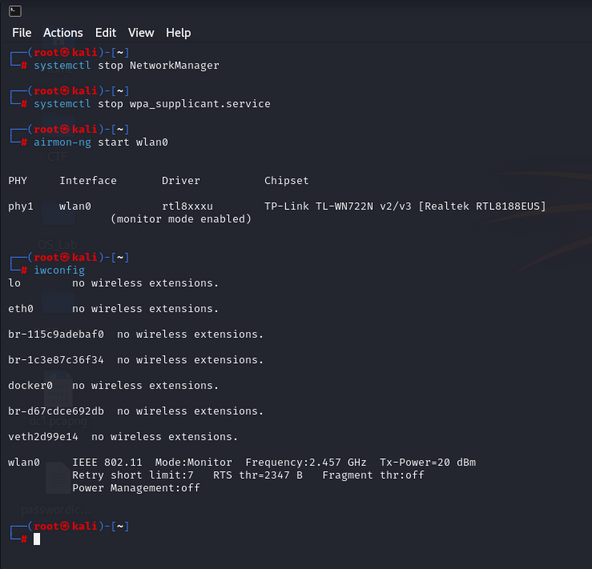 File Actions Edit View Help
┌──(root㉿kali)-[~]
└─# systemctl stop NetworkManager
┌──(root㉿kali)-[~]
└─# systemctl stop wpa_supplicant.service
┌──(root㉿kali)-[~]
└─# airmon-ng start wlan0
PHY Interface Driver Chipset
phy1 wlan0 rtl8xxxu TP-Link TL-WN722N v2/v3 [Realtek RTL8188EUS]
(monitor mode enabled)
┌──(root㉿kali)-[~]
└─# iwconfig
lo no wireless extensions.
eth0 no wireless extensions.
br-115c9adebaf0 no wireless extensions.
br-1c3e87c36f34 no wireless extensions.
docker0 no wireless extensions.
br-d67cdce692db no wireless extensions.
veth2d99e14 no wireless extensions.
wlan0 IEEE 802.11 Mode:Monitor Frequency:2.457 GHz Tx-Power=20 dBm
Retry short limit:7 RTS thr=2347 B Fragment thr:off
Power Management:off
┌──(root㉿kali)-[~]
└─#